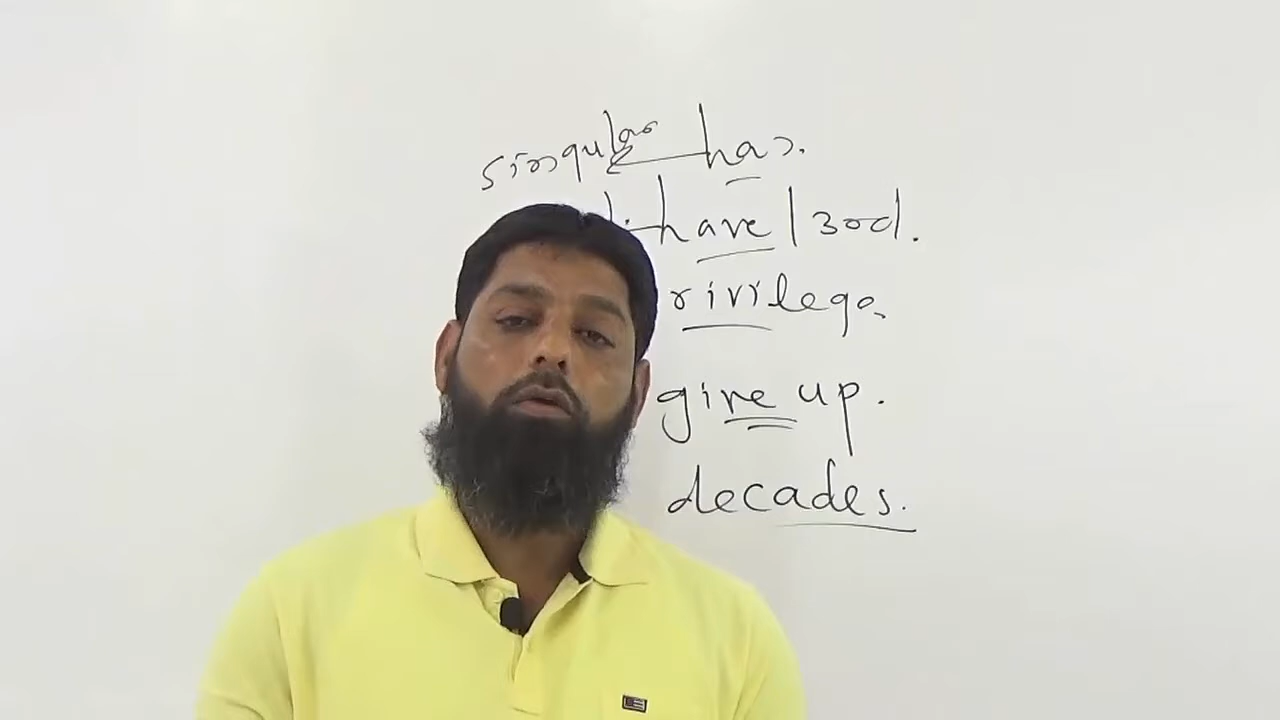 singular has.
have / 3rd.
rivilege
give up.
decades.